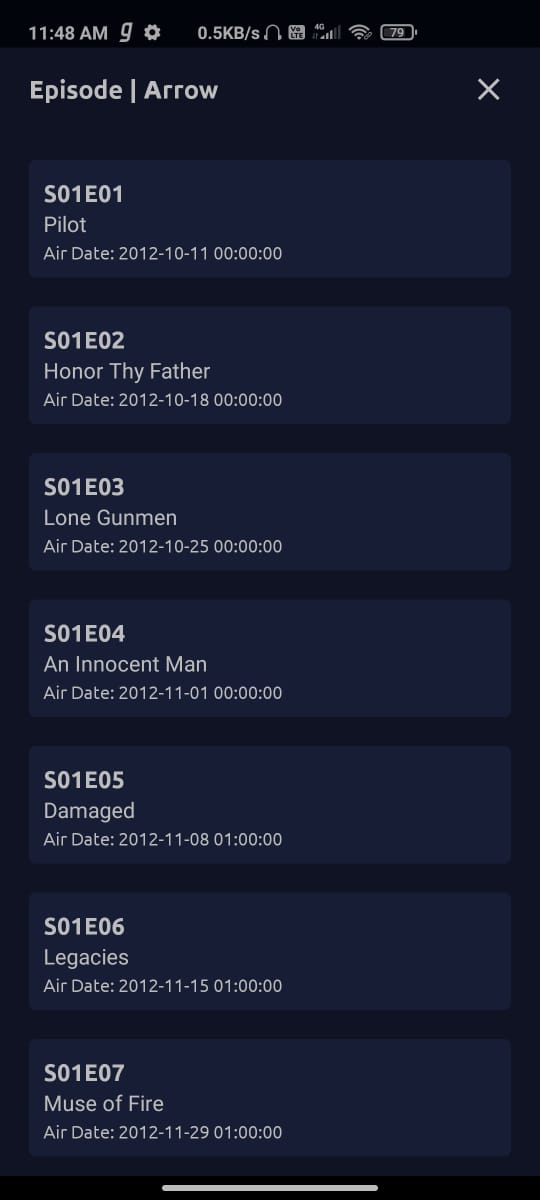 11:48 AM g 0.5KB/s Vo LTE 4G 79
Episode | Arrow
S01E01
Pilot
Air Date: 2012-10-11 00:00:00
S01E02
Honor Thy Father
Air Date: 2012-10-18 00:00:00
S01E03
Lone Gunmen
Air Date: 2012-10-25 00:00:00
S01E04
An Innocent Man
Air Date: 2012-11-01 00:00:00
S01E05
Damaged
Air Date: 2012-11-08 01:00:00
S01E06
Legacies
Air Date: 2012-11-15 01:00:00
S01E07
Muse of Fire
Air Date: 2012-11-29 01:00:00